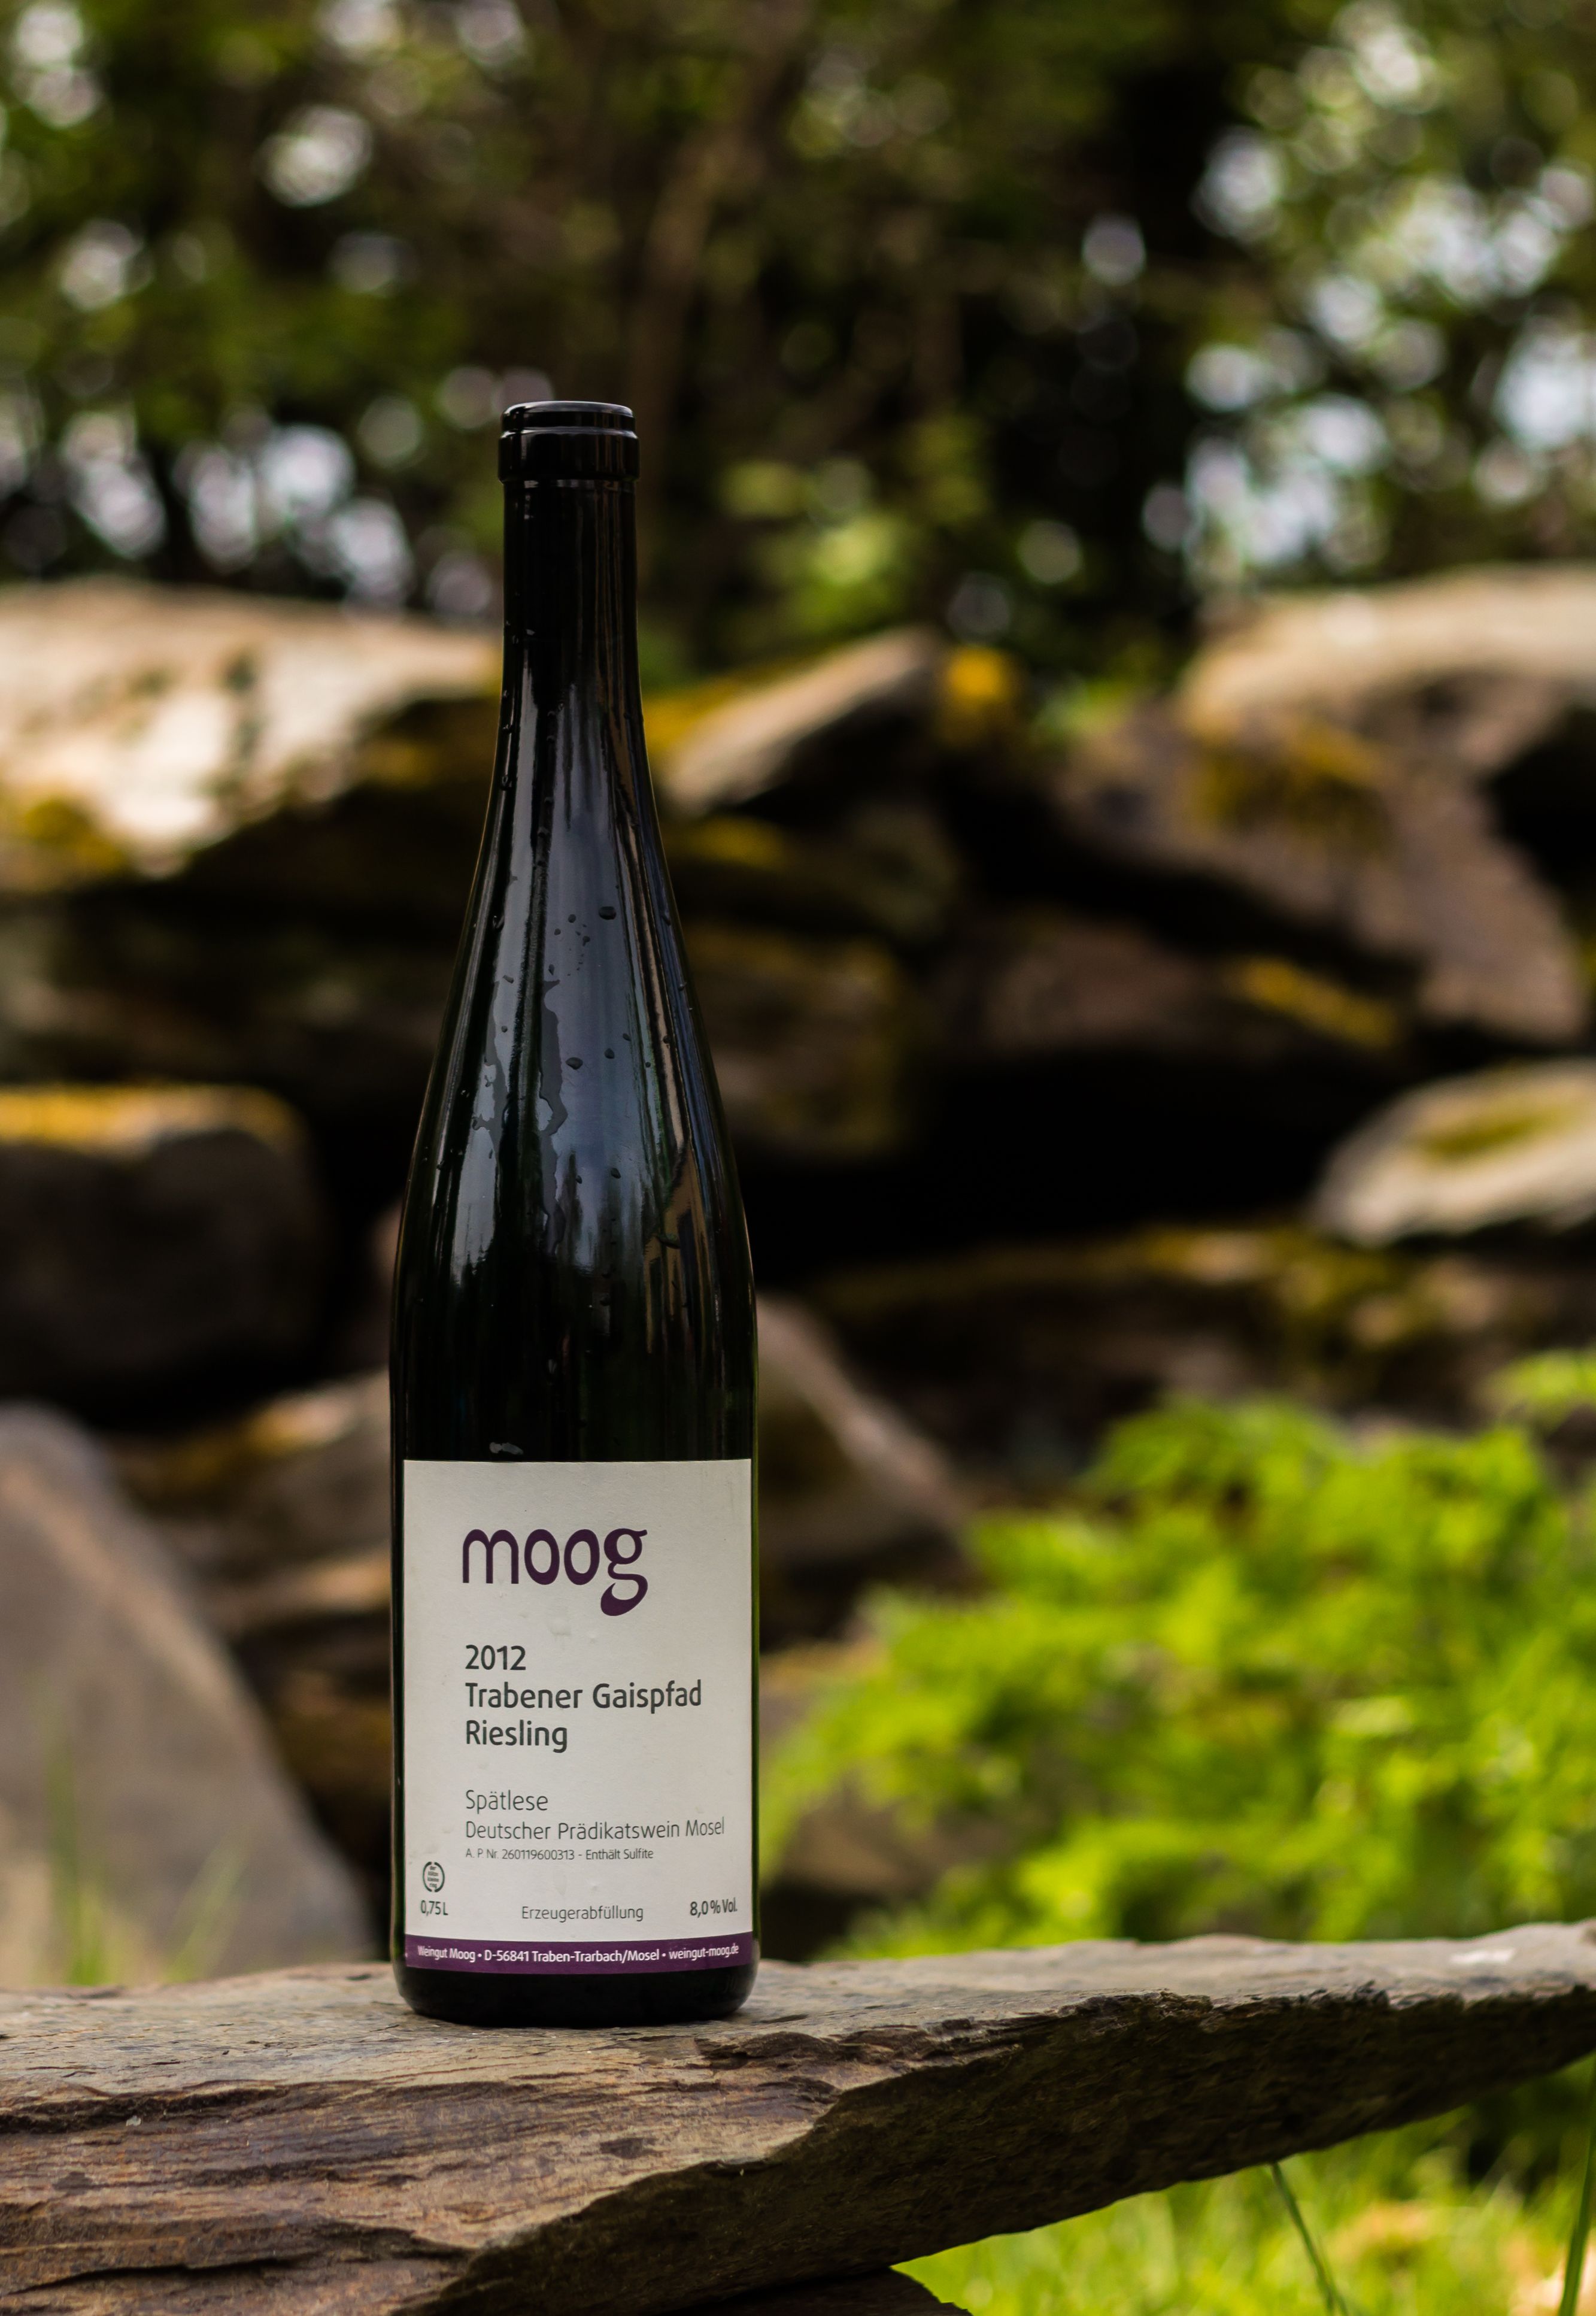 moog
2012
Trabener Gaispfad
Riesling
Spätlese
Deutscher Prädikatswein Mosel
A. P. Nr. 260119600313 - Enthält Sulfite
0,75 L Erzeugerabfüllung 8,0 % Vol.
Weingut Moog • D-56841 Traben-Trarbach/Mosel • weingut-moog.de